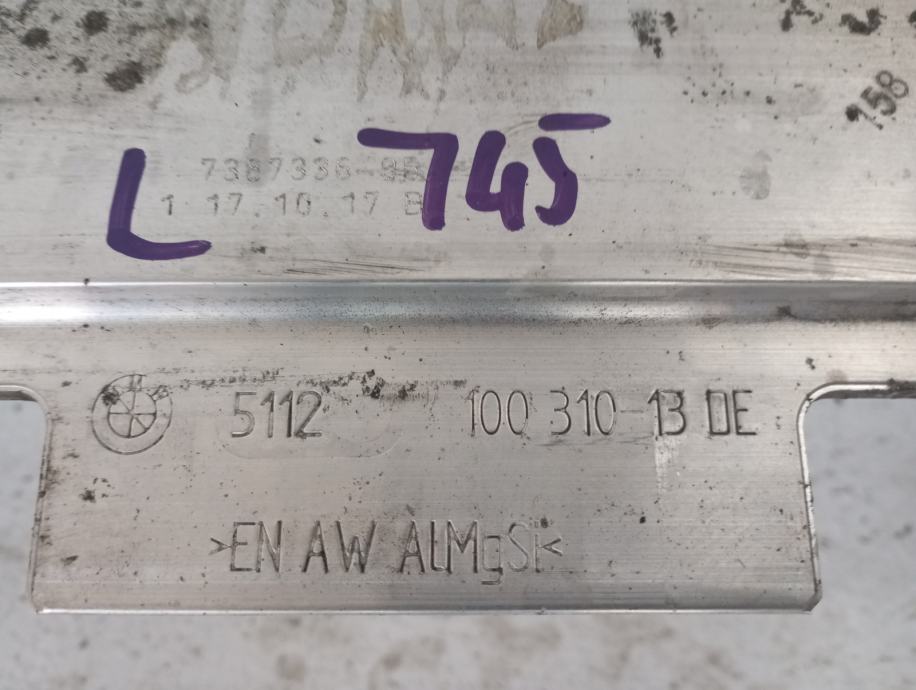 158
L 745
7387336-
1 17.10.17 B
5112 100 310-13 DE
>EN AW AlMgSi<